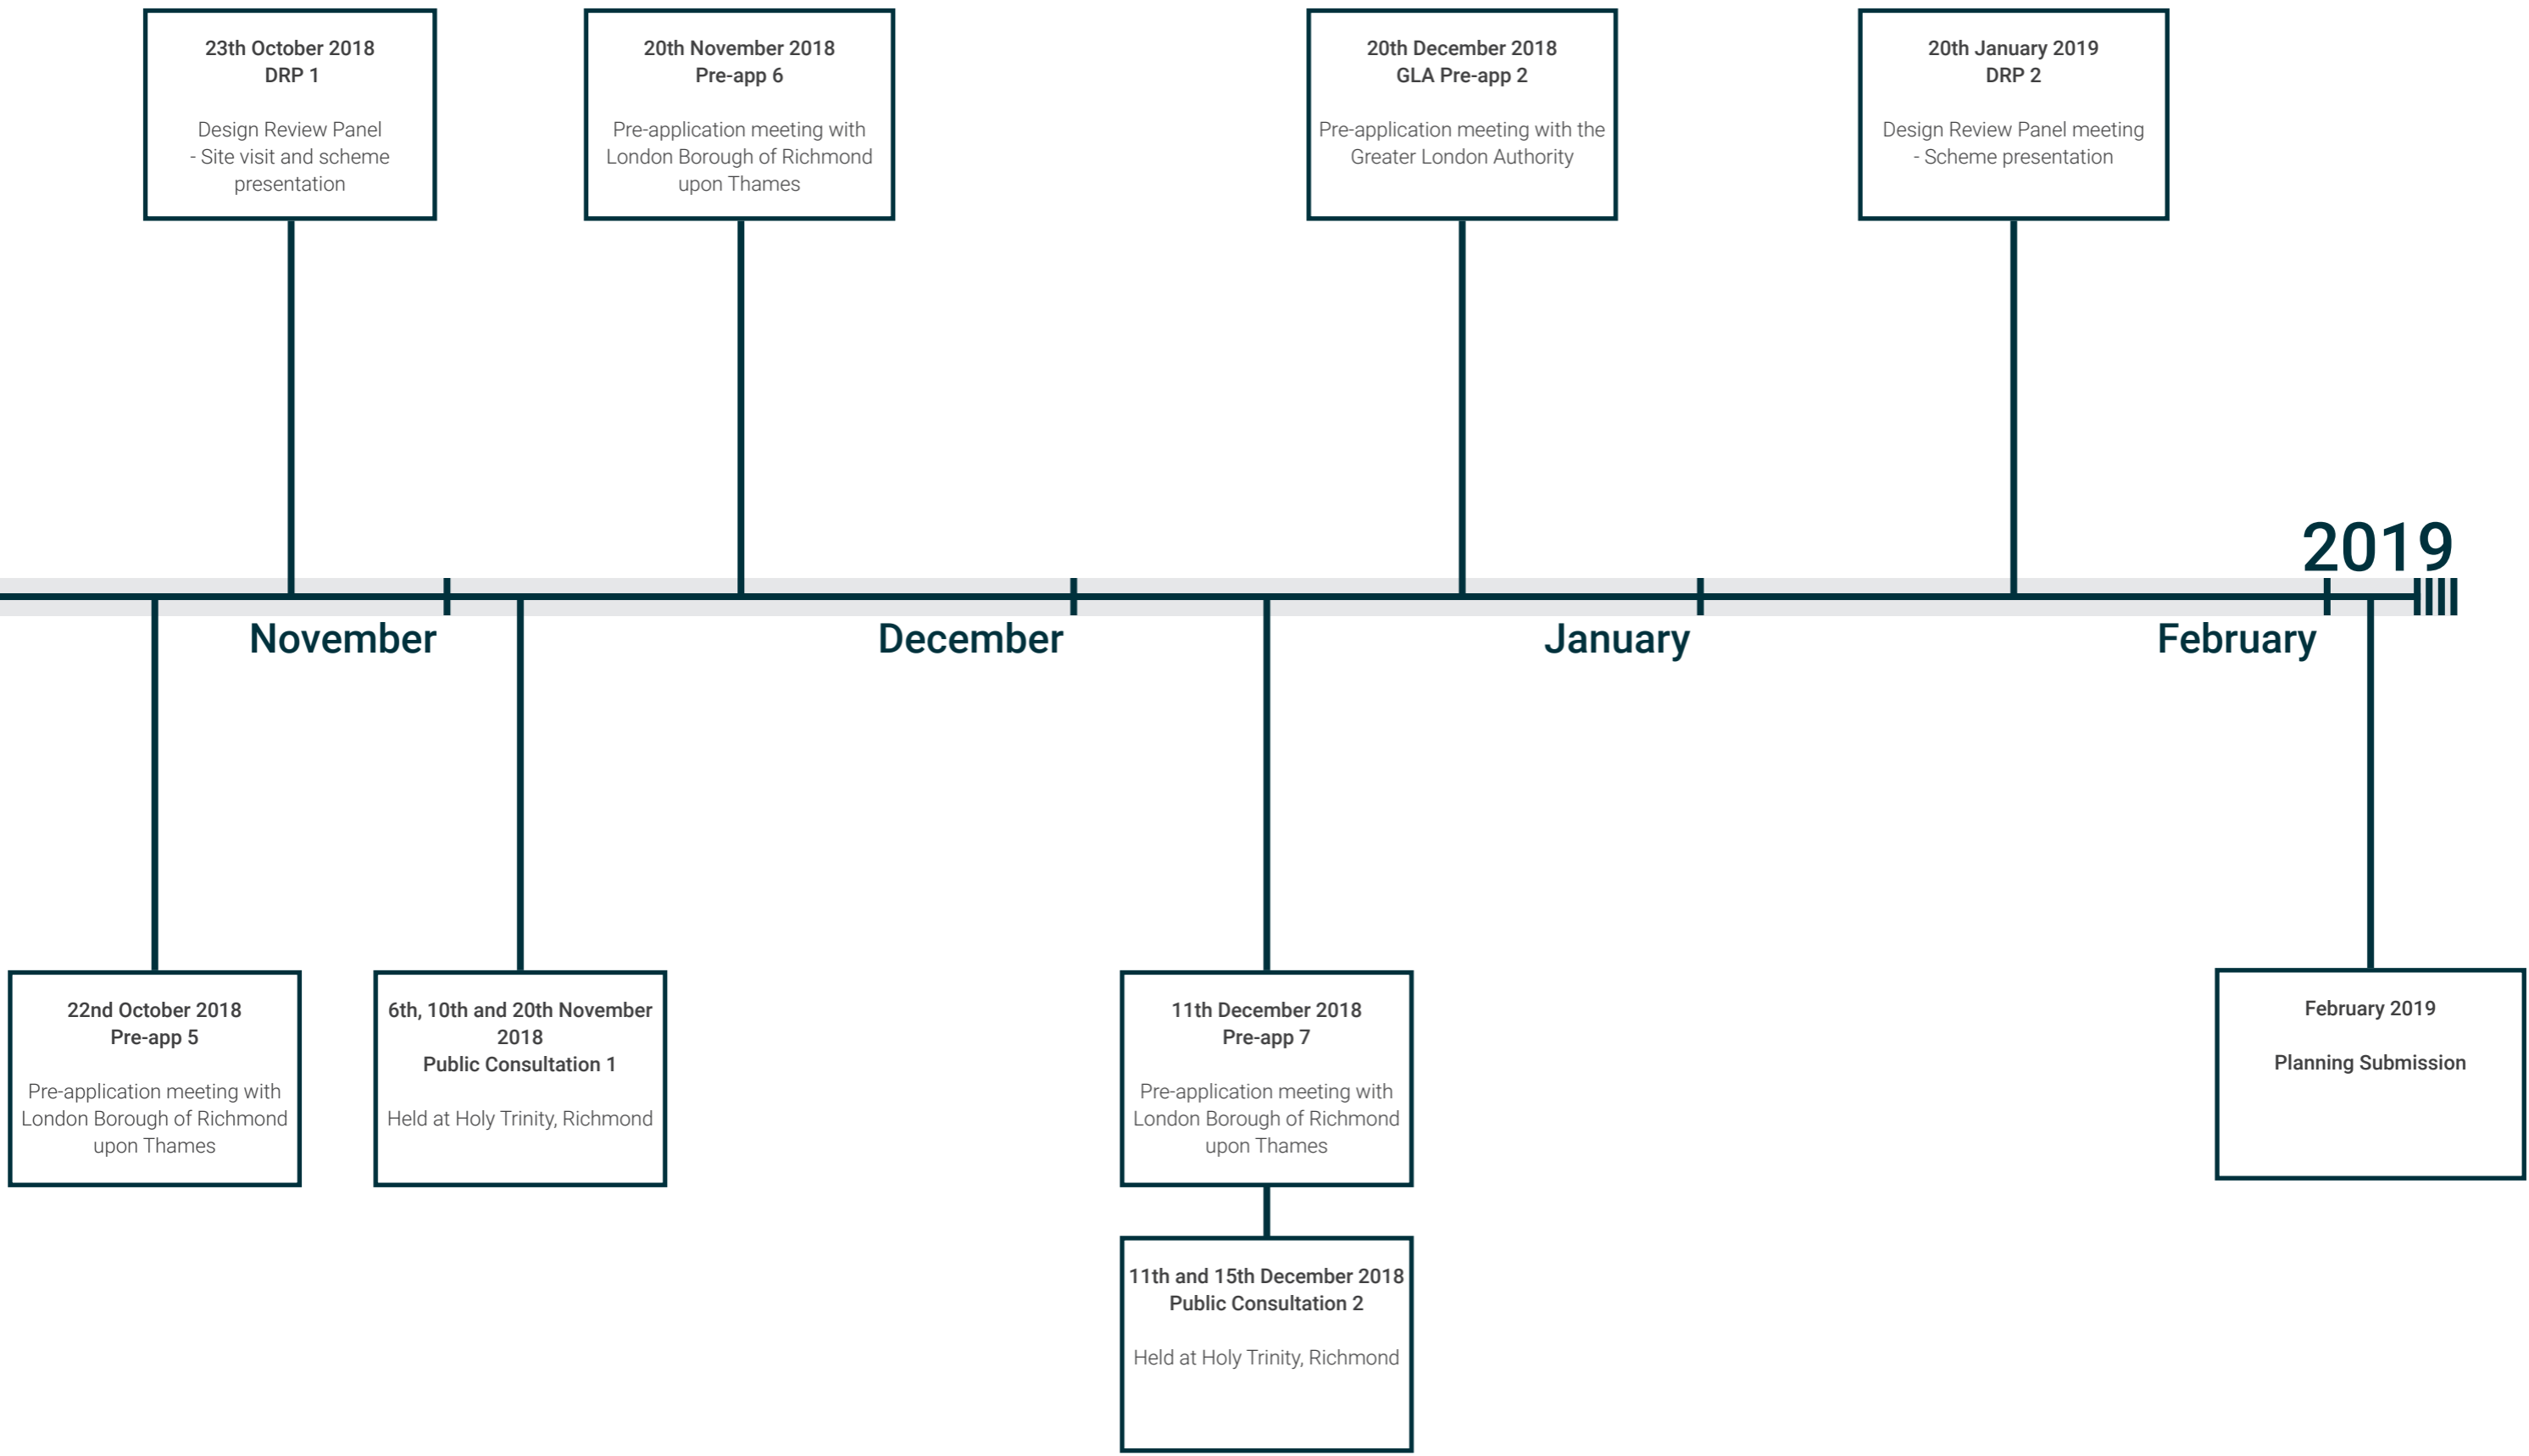 23th October 2018
DRP 1
Design Review Panel
- Site visit and scheme
presentation
20th November 2018
Pre-app 6
Pre-application meeting with
London Borough of Richmond
upon Thames
20th December 2018
GLA Pre-app 2
Pre-application meeting with the
Greater London Authority
20th January 2019
DRP 2
Design Review Panel meeting
- Scheme presentation
2019
November
December
January
February
22nd October 2018
Pre-app 5
Pre-application meeting with
London Borough of Richmond
upon Thames
6th, 10th and 20th November
2018
Public Consultation 1
Held at Holy Trinity, Richmond
11th December 2018
Pre-app 7
Pre-application meeting with
London Borough of Richmond
upon Thames
February 2019
Planning Submission
11th and 15th December 2018
Public Consultation 2
Held at Holy Trinity, Richmond